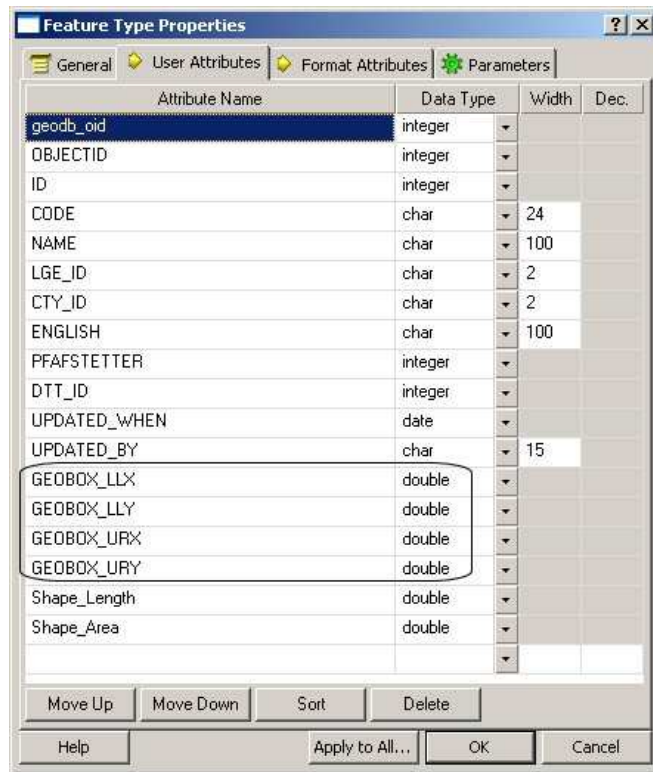 Feature Type Properties
General User Attributes Format Attributes Parameters
Attribute Name Data Type Width Dec.
geodb_oid integer
OBJECTID integer
ID integer
CODE char 24
NAME char 100
LGE_ID char 2
CTY_ID char 2
ENGLISH char 100
PFAFSTETTER integer
DTT_ID integer
UPDATED_WHEN date
UPDATED_BY char 15
GEOBOX_LLX double
GEOBOX_LLY double
GEOBOX_URX double
GEOBOX_URY double
Shape_Length double
Shape_Area double
Move Up Move Down Sort Delete
Help Apply to All... OK Cancel